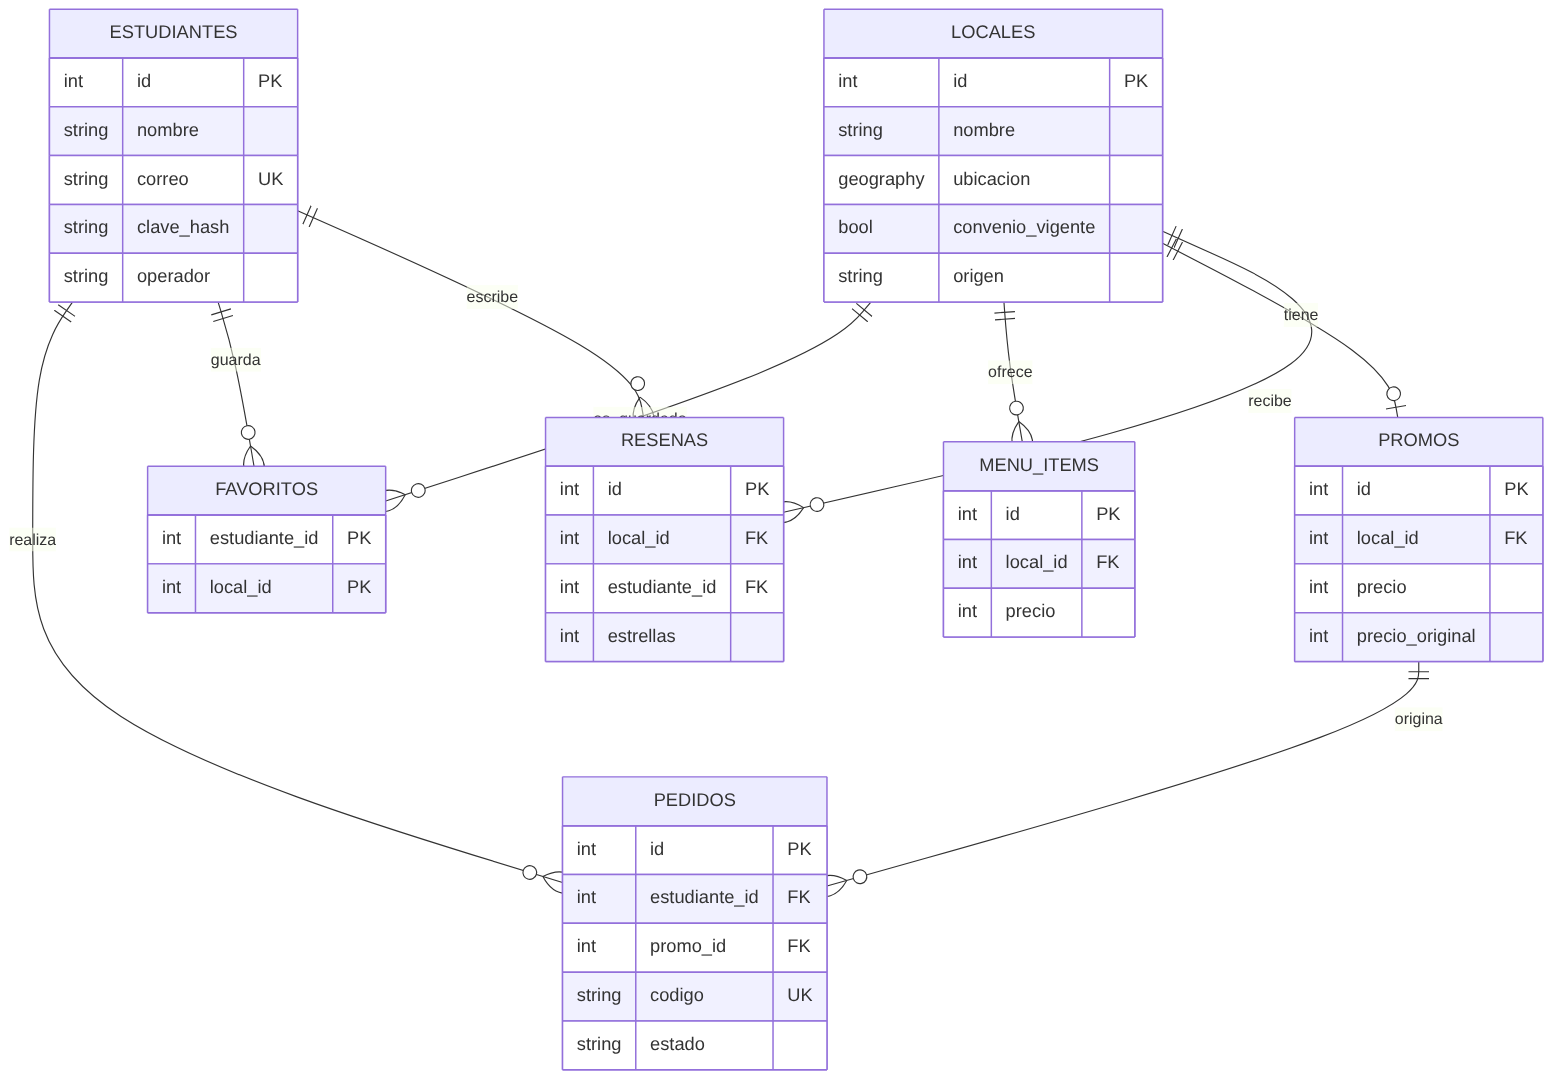 ESTUDIANTES
int id PK
string nombre
string correo UK
string clave_hash
string operador
LOCALES
int id PK
string nombre
geography ubicacion
bool convenio_vigente
string origen
escribe
guarda
ofrece
tiene
recibe
realiza
FAVORITOS
int estudiante_id PK
int local_id PK
RESENAS
int id PK
int local_id FK
int estudiante_id FK
int estrellas
MENU_ITEMS
int id PK
int local_id FK
int precio
PROMOS
int id PK
int local_id FK
int precio
int precio_original
origina
PEDIDOS
int id PK
int estudiante_id FK
int promo_id FK
string codigo UK
string estado